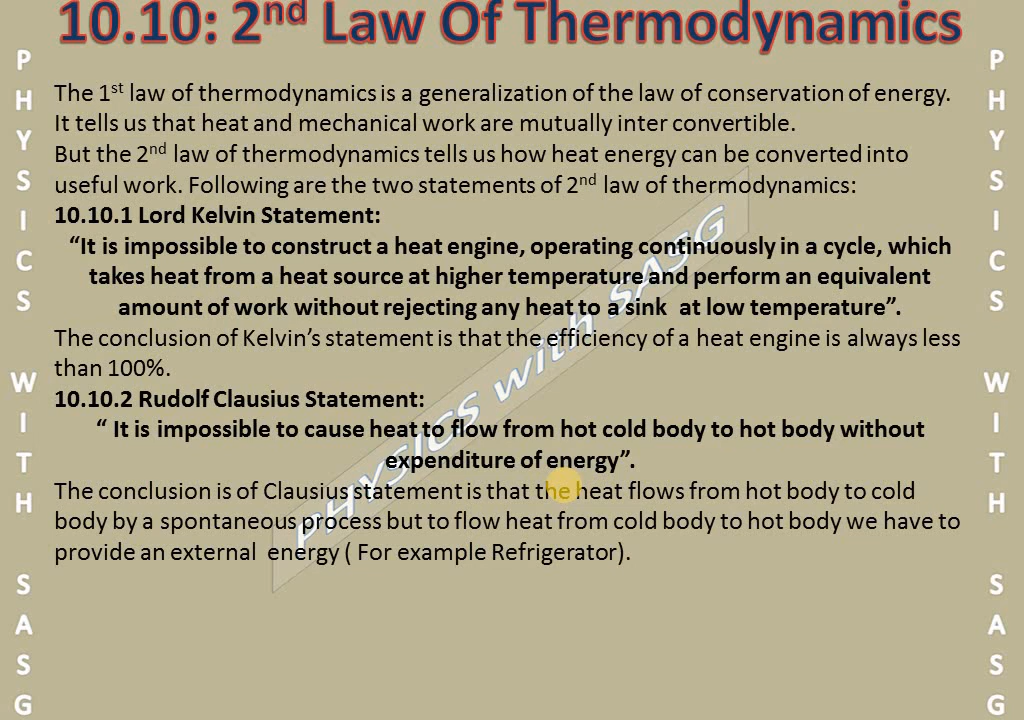 10.10: 2nd Law Of Thermodynamics
The 1st law of thermodynamics is a generalization of the law of conservation of energy.
It tells us that heat and mechanical work are mutually inter convertible.
But the 2nd law of thermodynamics tells us how heat energy can be converted into
useful work. Following are the two statements of 2nd law of thermodynamics:
10.10.1 Lord Kelvin Statement:
“It is impossible to construct a heat engine, operating continuously in a cycle, which
takes heat from a heat source at higher temperature and perform an equivalent
amount of work without rejecting any heat to a sink at low temperature”.
The conclusion of Kelvin’s statement is that the efficiency of a heat engine is always less
than 100%.
10.10.2 Rudolf Clausius Statement:
“ It is impossible to cause heat to flow from hot cold body to hot body without
expenditure of energy”.
The conclusion is of Clausius statement is that the heat flows from hot body to cold
body by a spontaneous process but to flow heat from cold body to hot body we have to
provide an external energy ( For example Refrigerator).
PHYSICS WITH SASG
PHYSICS WITH SASG
PHYSICS with SASG